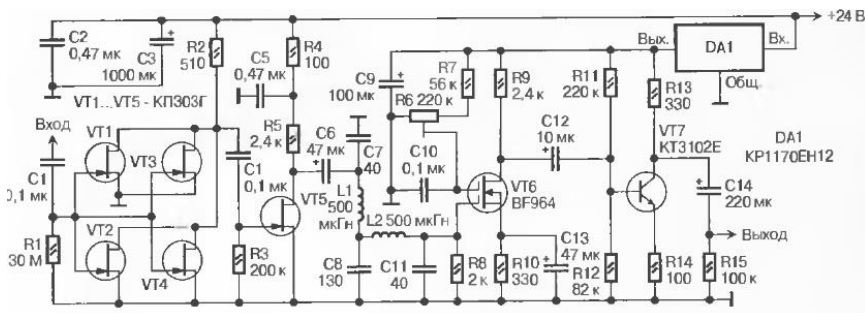 +24 В
C2
0,47 мк
C3
1000 мк
R2
510
C5
0,47 мк
R4
100
C9
100 мк
R7
56 к
R6 220 к
R9
2,4 к
R11
220 к
Вых.
DA1
Вх.
Общ.
R13
330
VT1...VT5 - КП303Г
Вход
VT1
VT3
C1
0,1 мк
C1
0,1 мк
R5
2,4 к
C6
47 мк
C7
40
C10
0,1 мк
C12
10 мк
VT7
КТ3102Е
DA1
КР1170ЕН12
VT5
L1
500
мкГн
L2 500 мкГн
VT6
BF964
C14
220 мк
VT2
VT4
R1
30 М
R3
200 к
C8
130
C11
40
R8
2 к
R10
330
C13
47 мк
R12
82 к
R14
100
Выход
R15
100 к